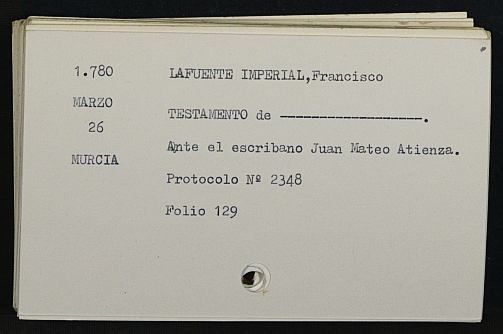 1.780 LAFUENTE IMPERIAL,Francisco
MARZO
TESTAMENTO de ------------------.
26
Ante el escribano Juan Mateo Atienza.
MURCIA
Protocolo Nº 2348
Folio 129